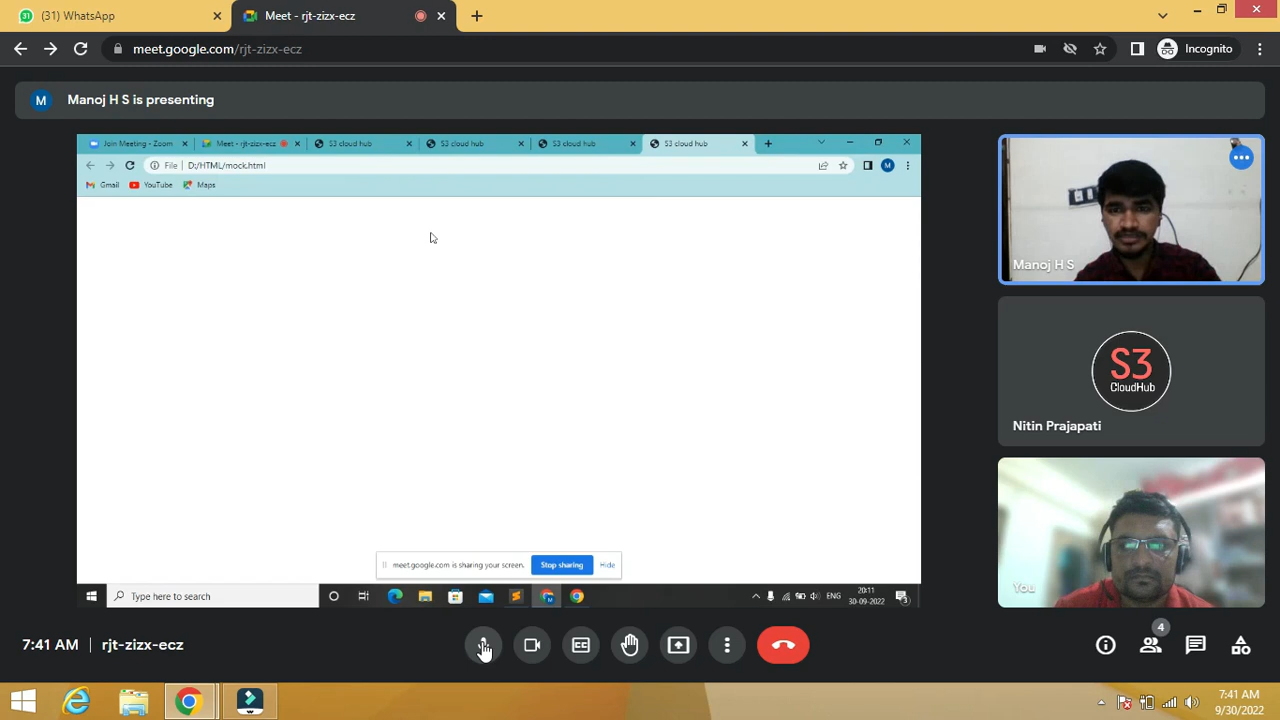 (31) WhatsApp
Meet - rjt-zizx-ecz
meet.google.com/rjt-zizx-ecz
Incognito
M
Manoj H S is presenting
Join Meeting - Zoom
Meet - rjt-zizx-ecz
S3 cloud hub
S3 cloud hub
S3 cloud hub
S3 cloud hub
File
D:/HTML/mock.html
M
Gmail
YouTube
Maps
Manoj H S
S3
CloudHub
Nitin Prajapati
You
meet.google.com is sharing your screen.
Stop sharing
Hide
Type here to search
ENG
20:11
30-09-2022
7:41 AM
rjt-zizx-ecz
4
7:41 AM
9/30/2022